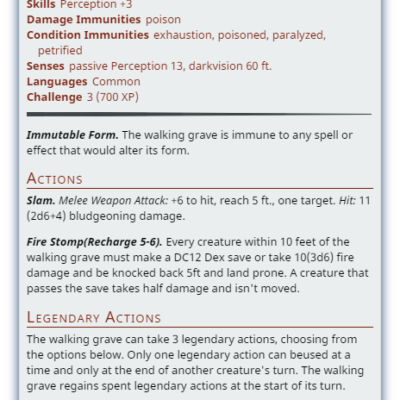 Skills Perception +3
Damage Immunities poison
Condition Immunities exhaustion, poisoned, paralyzed,
petrified
Senses passive Perception 13, darkvision 60 ft.
Languages Common
Challenge 3 (700 XP)
Immutable Form. The walking grave is immune to any spell or
effect that would alter its form.
Actions
Slam. Melee Weapon Attack: +6 to hit, reach 5 ft., one target. Hit: 11
(2d6+4) bludgeoning damage.
Fire Stomp(Recharge 5-6). Every creature within 10 feet of the
walking grave must make a DC12 Dex save or take 10(3d6) fire
damage and be knocked back 5ft and land prone. A creature that
passes the save takes half damage and isn't moved.
Legendary Actions
The walking grave can take 3 legendary actions, choosing from
the options below. Only one legendary action can beused at a
time and only at the end of another creature's turn. The walking
grave regains spent legendary actions at the start of its turn.